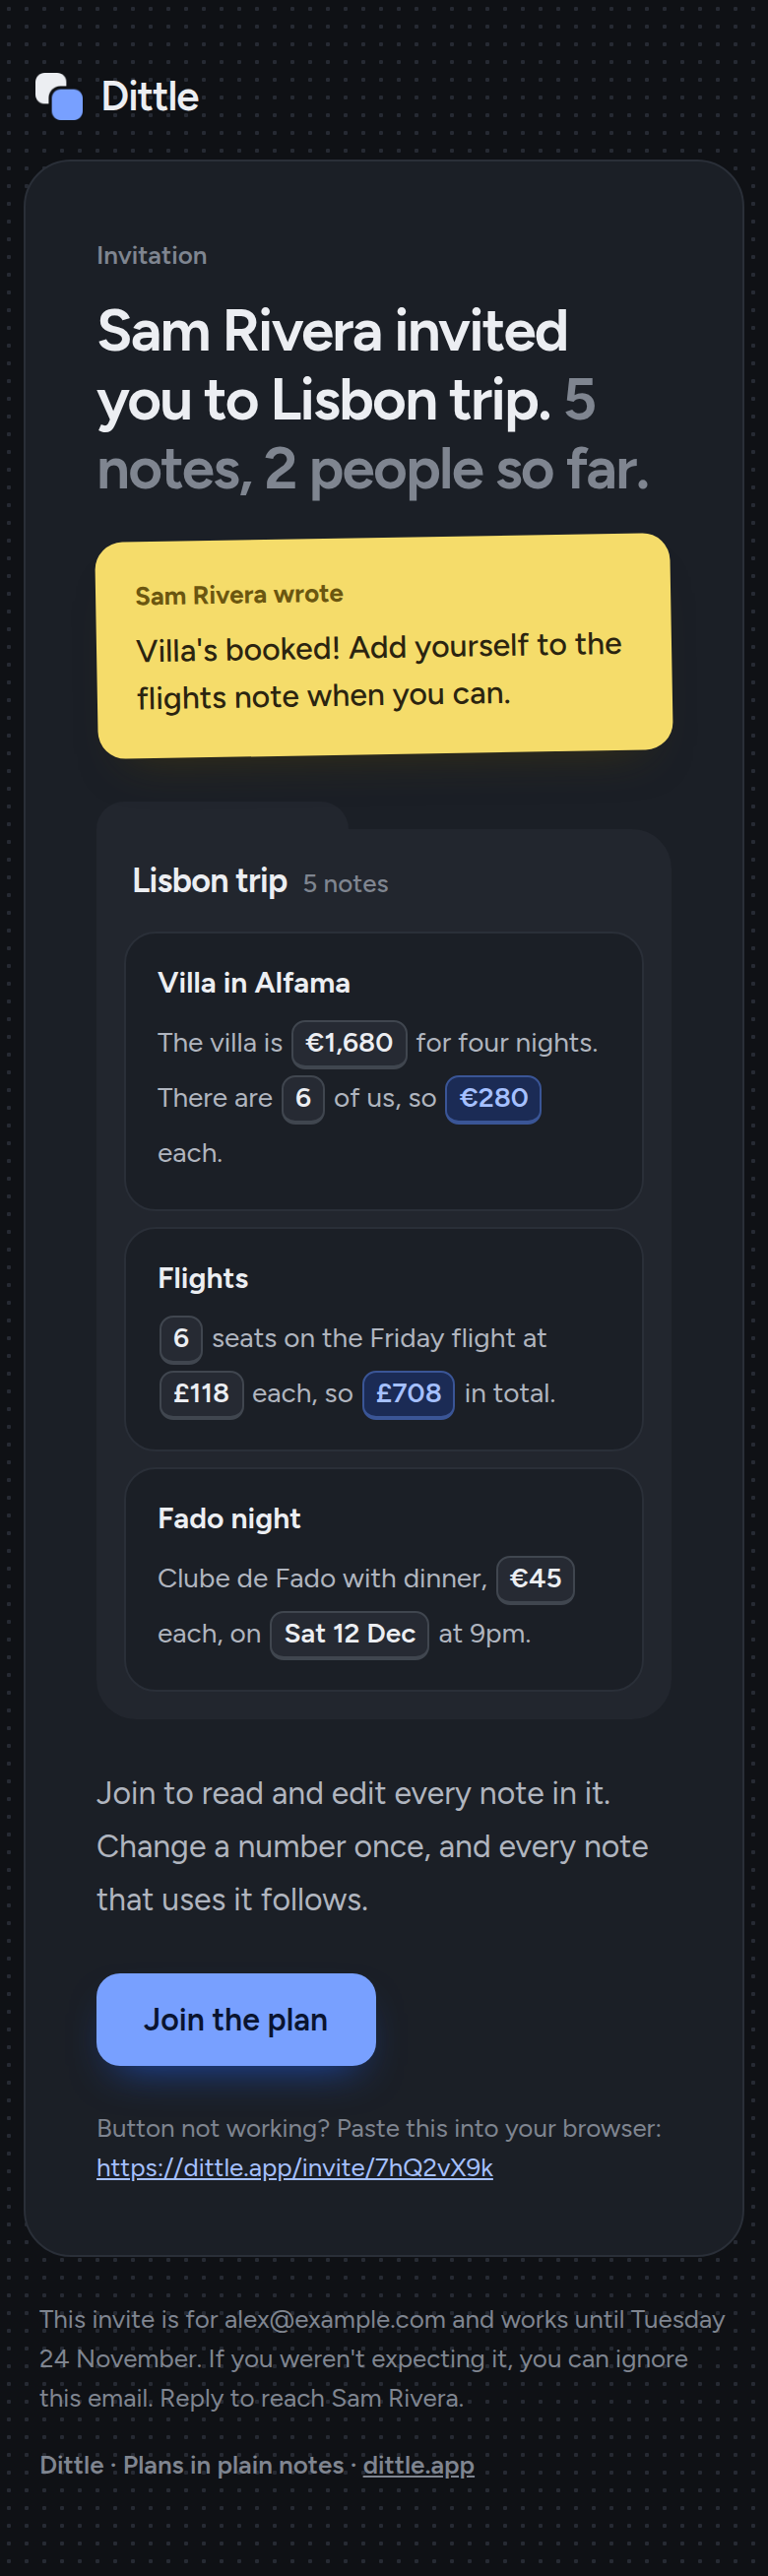 Dittle
Invitation
Sam Rivera invited
you to Lisbon trip. 5
notes, 2 people so far.
Sam Rivera wrote
Villa's booked! Add yourself to the
flights note when you can.
Lisbon trip 5 notes
Villa in Alfama
The villa is €1,680 for four nights.
There are 6 of us, so €280
each.
Flights
6 seats on the Friday flight at
£118 each, so £708 in total.
Fado night
Clube de Fado with dinner, €45
each, on Sat 12 Dec at 9pm.
Join to read and edit every note in it.
Change a number once, and every note
that uses it follows.
Join the plan
Button not working? Paste this into your browser:
https://dittle.app/invite/7hQ2vX9k
This invite is for alex@example.com and works until Tuesday
24 November. If you weren't expecting it, you can ignore
this email. Reply to reach Sam Rivera.
Dittle · Plans in plain notes · dittle.app